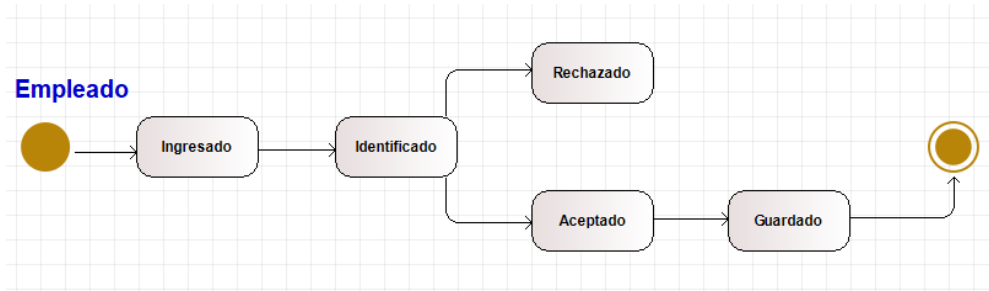 Empleado
Ingresado
Identificado
Rechazado
Aceptado
Guardado